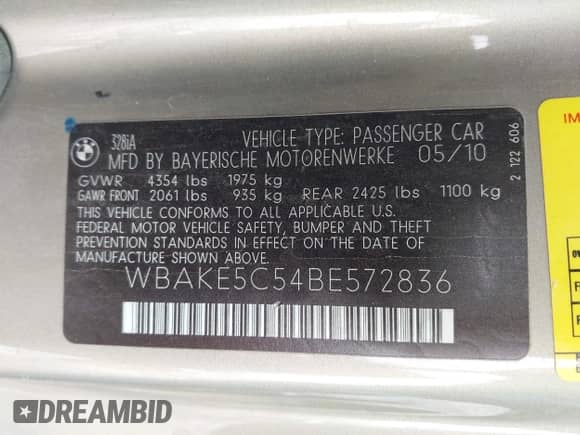 BMW
328iA
VEHICLE TYPE: PASSENGER CAR
MFD BY BAYERISCHE MOTORENWERKE 05/10
GVWR 4354 lbs 1975 kg
GAWR FRONT 2061 lbs 935 kg REAR 2425 lbs 1100 kg
THIS VEHICLE CONFORMS TO ALL APPLICABLE U.S.
FEDERAL MOTOR VEHICLE SAFETY, BUMPER AND THEFT
PREVENTION STANDARDS IN EFFECT ON THE DATE OF
MANUFACTURE SHOWN ABOVE.
WBAKE5C54BE572836
2 122 606
IM
DREAMBID